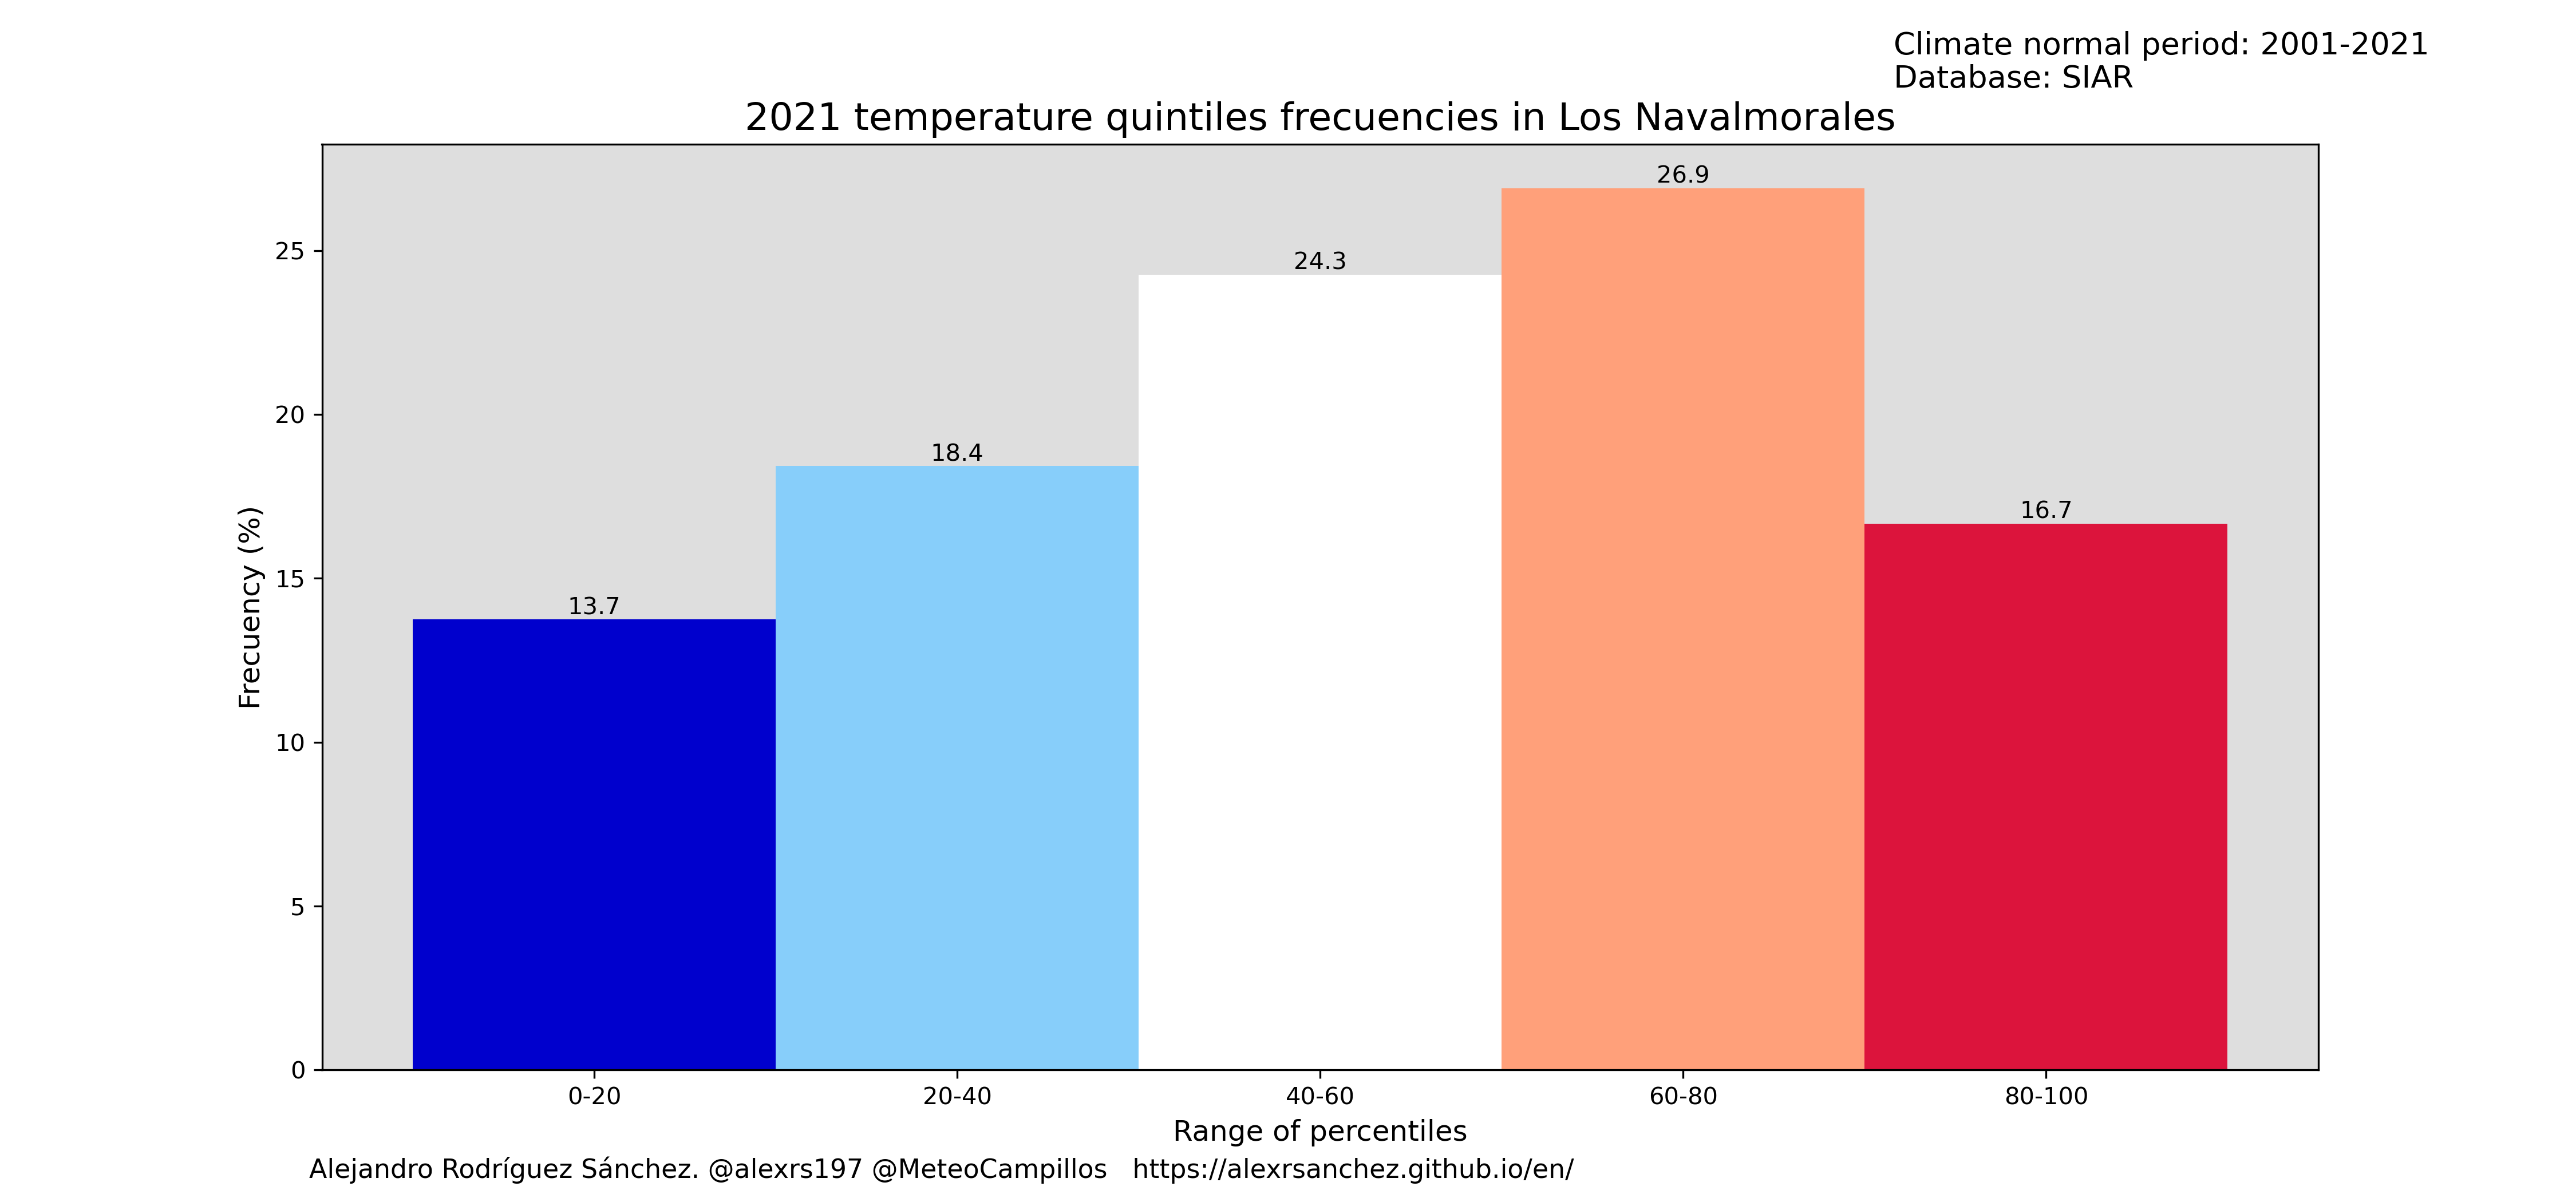 Climate normal period: 2001-2021
Database: SIAR
2021 temperature quintiles frecuencies in Los Navalmorales
Frecuency (%)
25
20
15
10
5
0
13.7
18.4
24.3
26.9
16.7
0-20 20-40 40-60 60-80 80-100
Range of percentiles
Alejandro Rodríguez Sánchez. @alexrs197 @MeteoCampillos https://alexrsanchez.github.io/en/